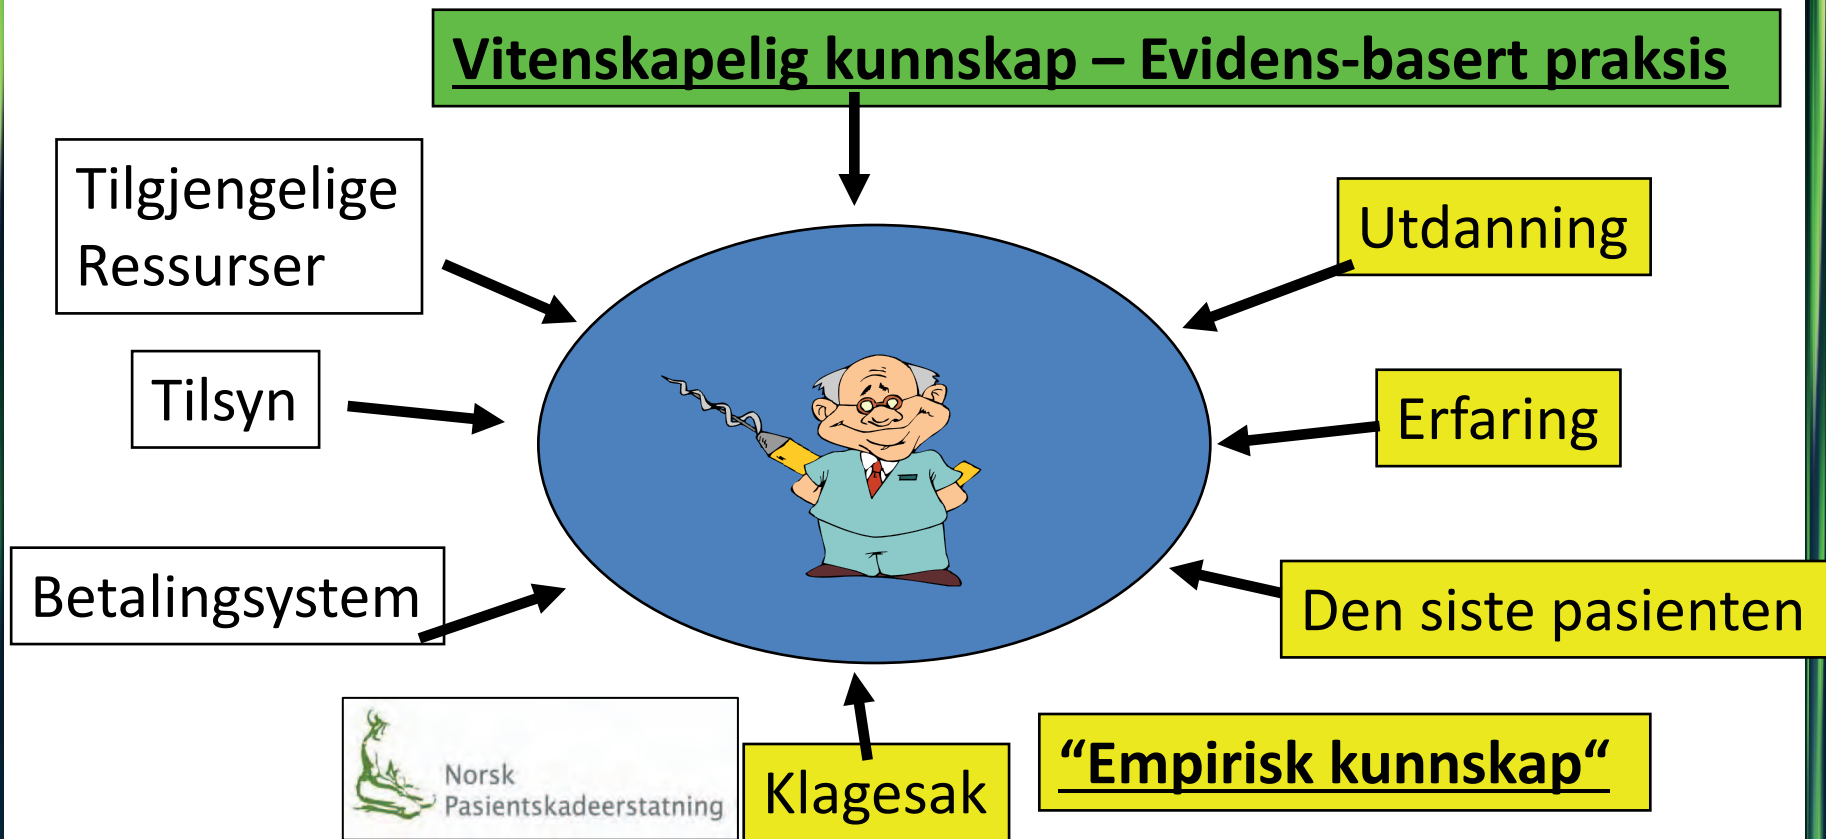 Vitenskapelig kunnskap – Evidens-basert praksis
Tilgjengelige
Ressurser
Utdanning
Tilsyn
Erfaring
Betalingsystem
Den siste pasienten
Norsk
Pasientskadeerstatning
Klagesak
“Empirisk kunnskap“